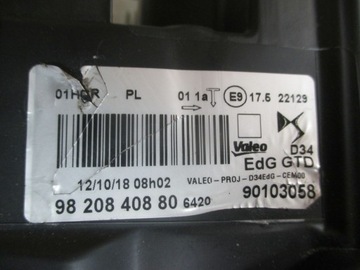 01HCR PL 01 1a E9 17.5 22129
Valeo D34
EdG GTD
12/10/18 08h02 VALEO-PROJ-D34EdG-CEM00
98 208 408 80 6420 90103058